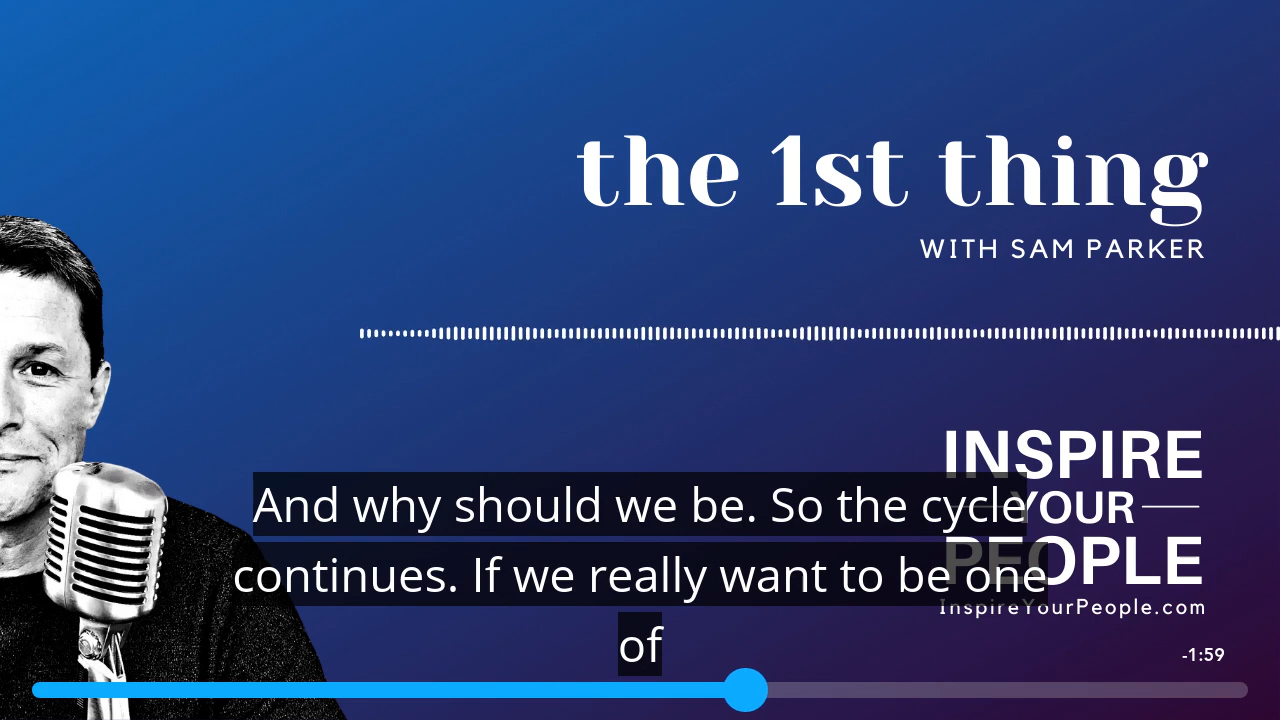 the 1st thing
WITH SAM PARKER
INSPIRE
YOUR
PEOPLE
InspireYourPeople.com
And why should we be. So the cycle
continues. If we really want to be one
of
-1:59